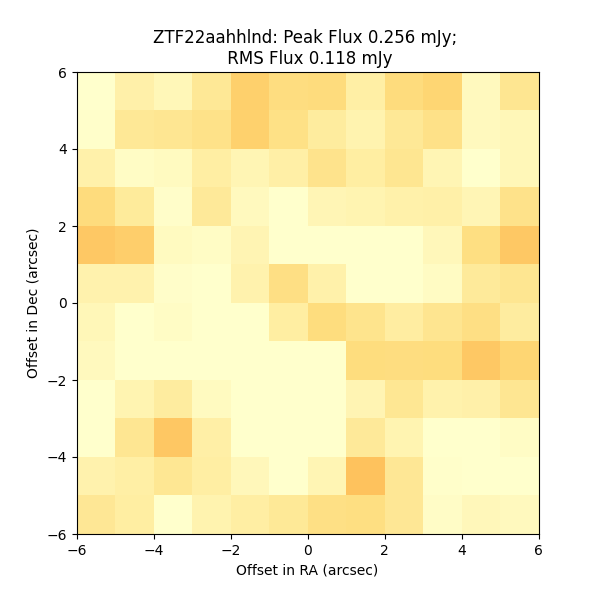 ZTF22aahhlnd: Peak Flux 0.256 mJy;
RMS Flux 0.118 mJy
6
4
2
0
−2
−4
−6
Offset in Dec (arcsec)
−6 −4 −2 0 2 4 6
Offset in RA (arcsec)